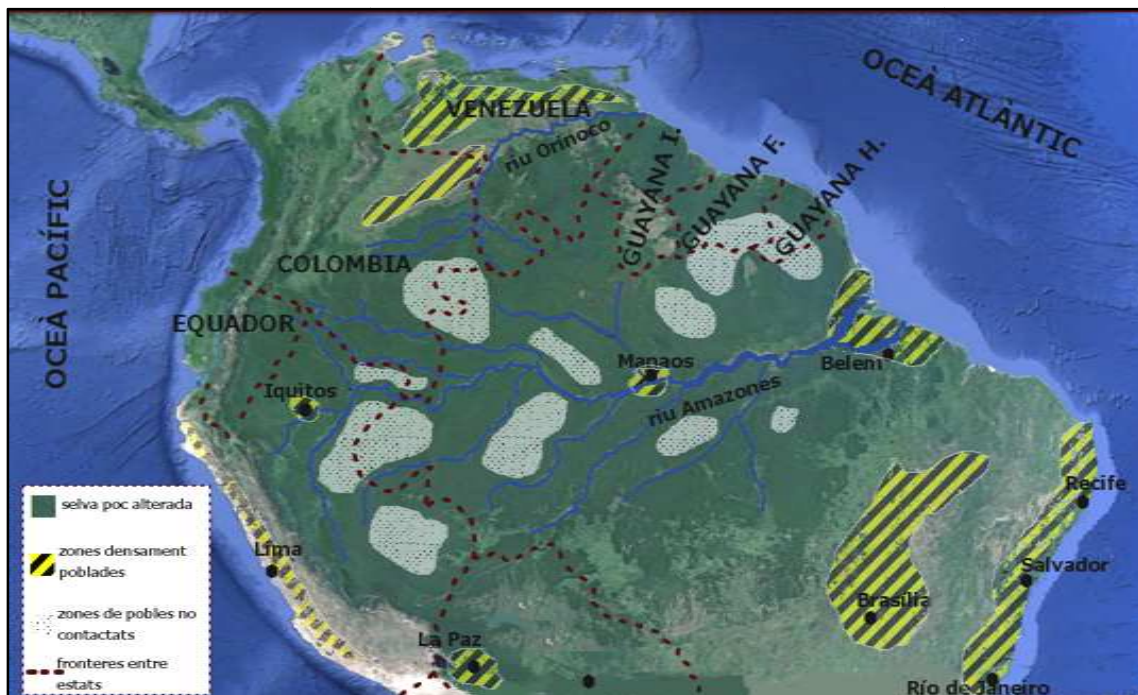 OCEÀ ATLÀNTIC
OCEÀ PACÍFIC
VENEZUELA
riu Orinoco
GUAYANA I.
GUAYANA F.
GUAYANA H.
COLOMBIA
EQUADOR
Manaos
Belem
Iquitos
riu Amazones
Recife
Lima
Salvador
Brasília
La Paz
Río de Janeiro
selva poc alterada
zones densament
poblades
zones de pobles no
contactats
fronteres entre
estats